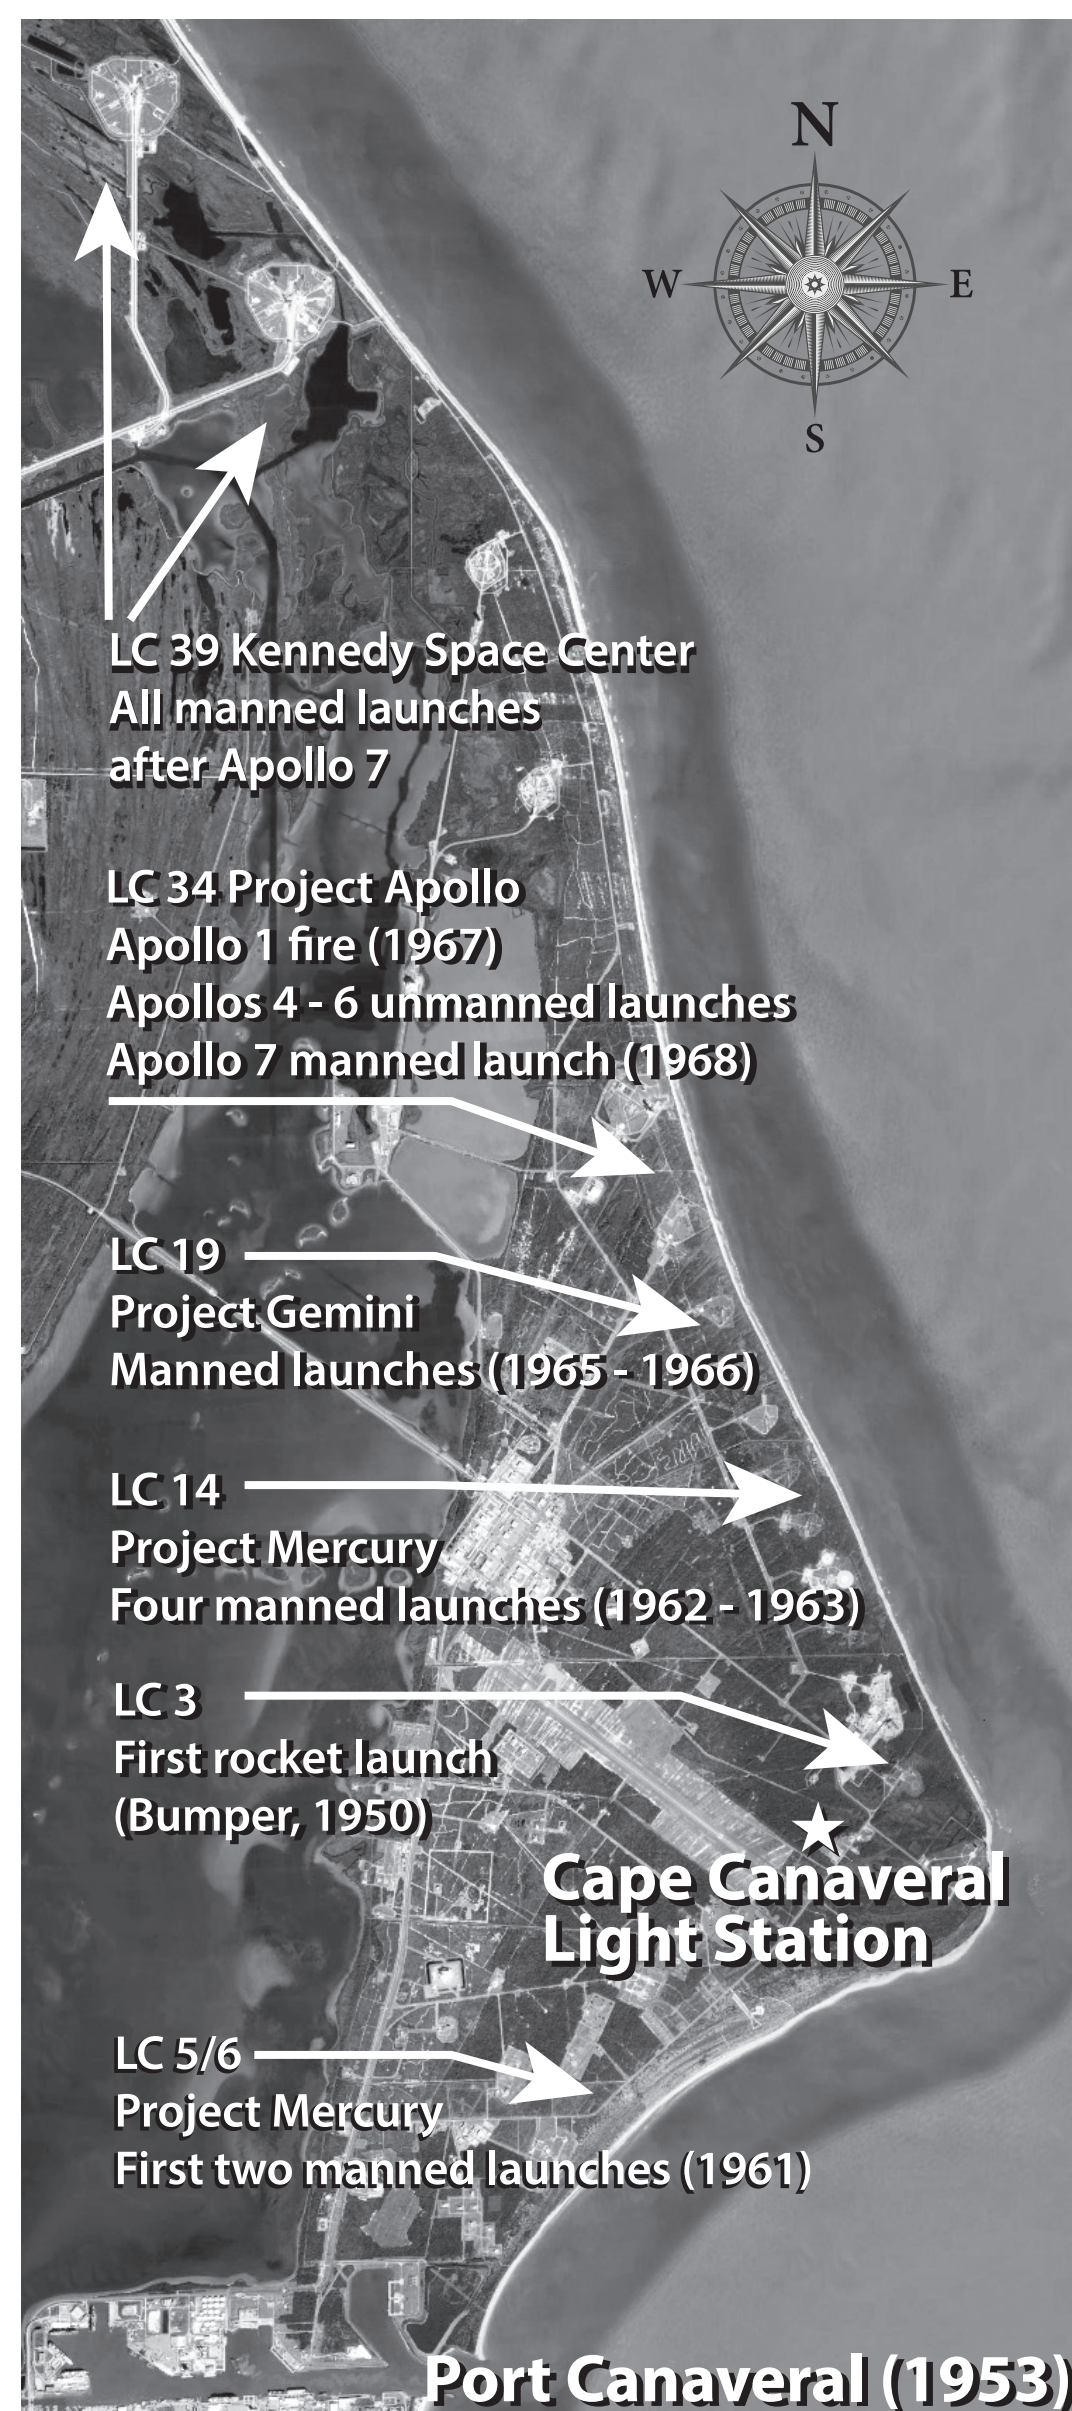 N
W
E
S
LC 39 Kennedy Space Center
All manned launches
after Apollo 7
LC 34 Project Apollo
Apollo 1 fire (1967)
Apollos 4 - 6 unmanned launches
Apollo 7 manned launch (1968)
LC 19
Project Gemini
Manned launches (1965 - 1966)
LC 14
Project Mercury
Four manned launches (1962 - 1963)
LC 3
First rocket launch
(Bumper, 1950)
Cape Canaveral
Light Station
LC 5/6
Project Mercury
First two manned launches (1961)
Port Canaveral (1953)